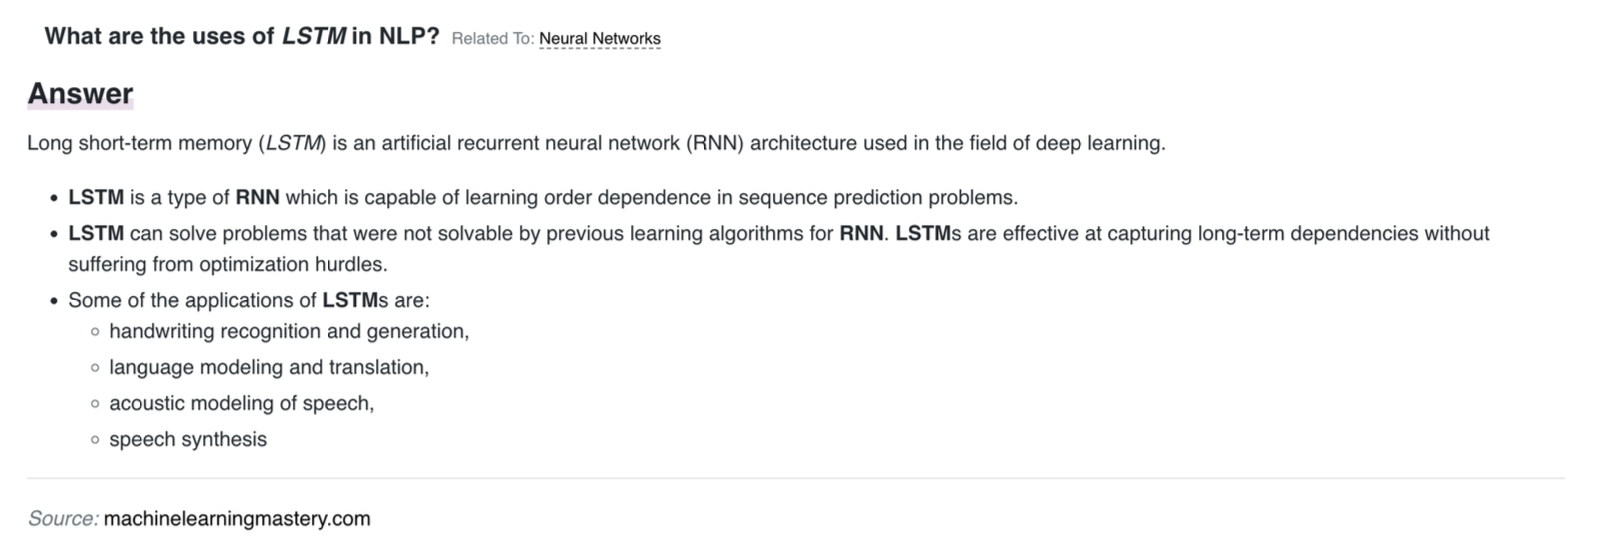 What are the uses of LSTM in NLP? Related To: Neural Networks
Answer
Long short-term memory (LSTM) is an artificial recurrent neural network (RNN) architecture used in the field of deep learning.
• LSTM is a type of RNN which is capable of learning order dependence in sequence prediction problems.
• LSTM can solve problems that were not solvable by previous learning algorithms for RNN. LSTMs are effective at capturing long-term dependencies without
suffering from optimization hurdles.
• Some of the applications of LSTMs are:
◦ handwriting recognition and generation,
◦ language modeling and translation,
◦ acoustic modeling of speech,
◦ speech synthesis
Source: machinelearningmastery.com